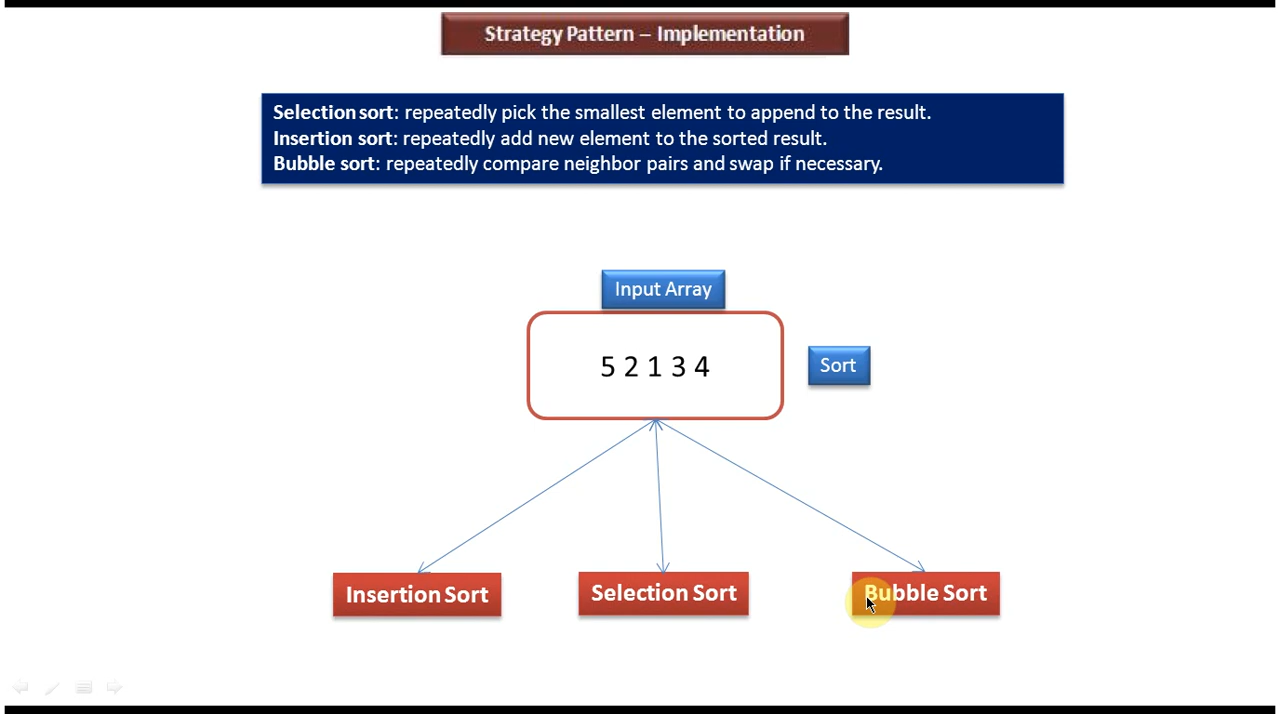 Strategy Pattern – Implementation
Selection sort: repeatedly pick the smallest element to append to the result.
Insertion sort: repeatedly add new element to the sorted result.
Bubble sort: repeatedly compare neighbor pairs and swap if necessary.
Input Array
5 2 1 3 4
Sort
Insertion Sort
Selection Sort
Bubble Sort